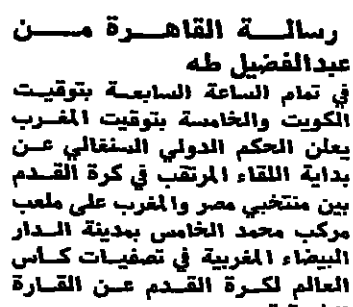 رسالة القاهرة من
عبدالفضيل طه
في تمام الساعة السابعة بتوقيت
الكويت والخامسة بتوقيت المغرب
يعلن الحكم الدولي السنغالي عن
بداية اللقاء المرتقب في كرة القدم
بين منتخبي مصر والمغرب على ملعب
مركب محمد الخامس بمدينة الدار
البيضاء المغربية في تصفيات كأس
العالم لكرة القدم عن القارة